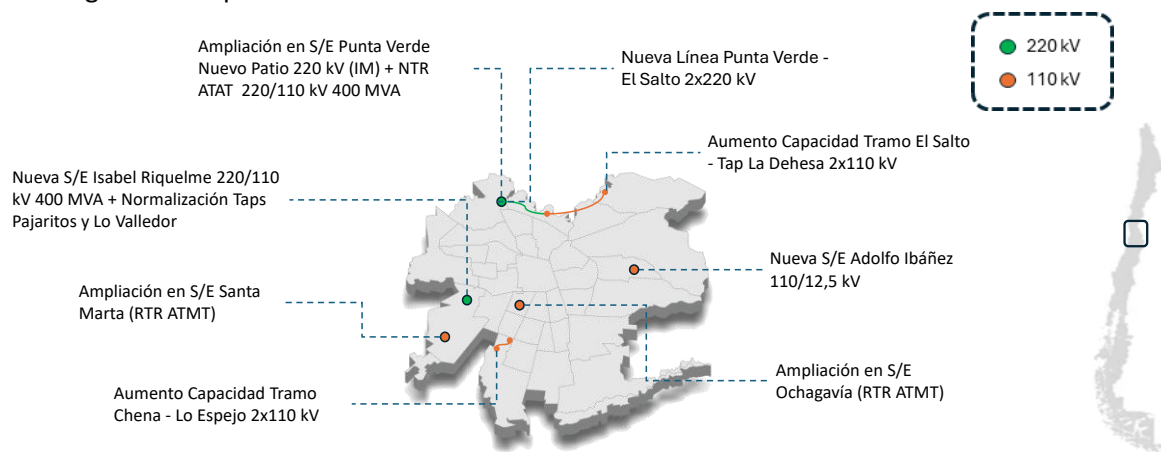 Ampliación en S/E Punta Verde
Nuevo Patio 220 kV (IM) + NTR
ATAT 220/110 kV 400 MVA
Nueva Línea Punta Verde -
El Salto 2x220 kV
220 kV
110 kV
Aumento Capacidad Tramo El Salto
- Tap La Dehesa 2x110 kV
Nueva S/E Isabel Riquelme 220/110
kV 400 MVA + Normalización Taps
Pajaritos y Lo Valledor
Nueva S/E Adolfo Ibáñez
110/12,5 kV
Ampliación en S/E Santa
Marta (RTR ATMT)
Ampliación en S/E
Ochagavía (RTR ATMT)
Aumento Capacidad Tramo
Chena - Lo Espejo 2x110 kV